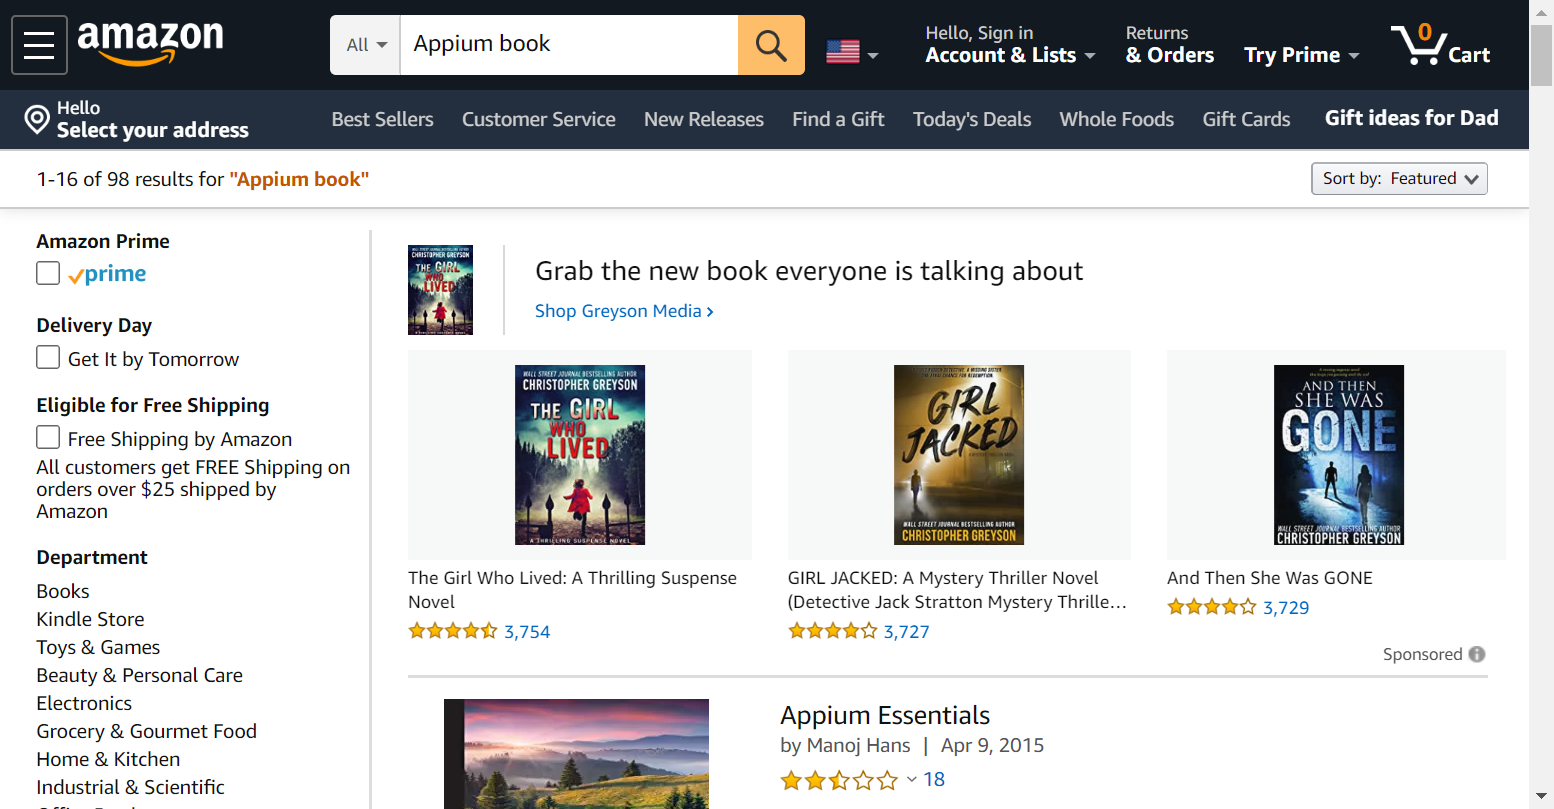 amazon
All
Appium book
Hello, Sign in
Account & Lists
Returns
& Orders
Try Prime
0
Cart
Hello
Select your address
Best Sellers
Customer Service
New Releases
Find a Gift
Today's Deals
Whole Foods
Gift Cards
Gift ideas for Dad
1-16 of 98 results for "Appium book"
Sort by: Featured
Amazon Prime
prime
Delivery Day
Get It by Tomorrow
Eligible for Free Shipping
Free Shipping by Amazon
All customers get FREE Shipping on
orders over $25 shipped by
Amazon
Department
Books
Kindle Store
Toys & Games
Beauty & Personal Care
Electronics
Grocery & Gourmet Food
Home & Kitchen
Industrial & Scientific
WALL STREET JOURNAL BESTSELLING AUTHOR
CHRISTOPHER GREYSON
THE GIRL
WHO
LIVED
A THRILLING SUSPENSE NOVEL
Grab the new book everyone is talking about
Shop Greyson Media ›
WALL STREET JOURNAL BESTSELLING AUTHOR
CHRISTOPHER GREYSON
THE GIRL
WHO
LIVED
A THRILLING SUSPENSE NOVEL
The Girl Who Lived: A Thrilling Suspense
Novel
3,754
GIRL
JACKED
WALL STREET JOURNAL BESTSELLING AUTHOR
CHRISTOPHER GREYSON
GIRL JACKED: A Mystery Thriller Novel
(Detective Jack Stratton Mystery Thrille…
3,727
AND THEN
SHE WAS
GONE
WALL STREET JOURNAL BESTSELLING AUTHOR
CHRISTOPHER GREYSON
And Then She Was GONE
3,729
Sponsored
Appium Essentials
by Manoj Hans | Apr 9, 2015
18